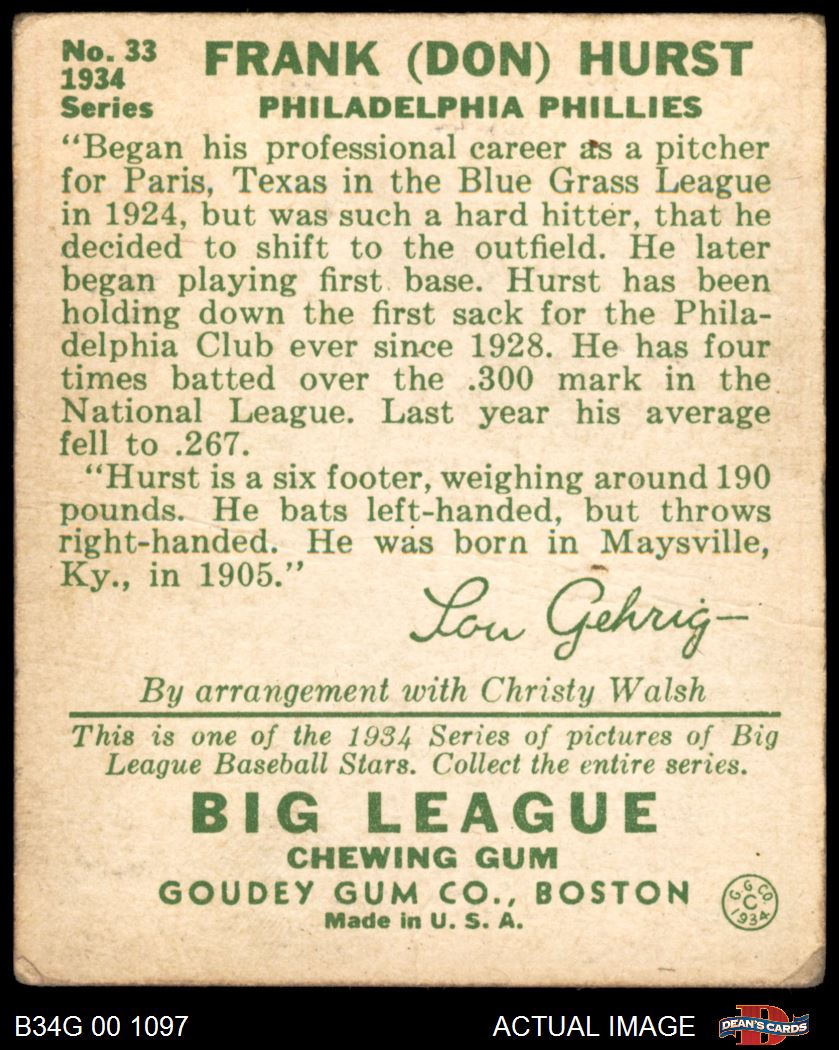 No. 33
1934
Series
FRANK (DON) HURST
PHILADELPHIA PHILLIES
“Began his professional career as a pitcher
for Paris, Texas in the Blue Grass League
in 1924, but was such a hard hitter, that he
decided to shift to the outfield. He later
began playing first base. Hurst has been
holding down the first sack for the Phila-
delphia Club ever since 1928. He has four
times batted over the .300 mark in the
National League. Last year his average
fell to .267.
“Hurst is a six footer, weighing around 190
pounds. He bats left-handed, but throws
right-handed. He was born in Maysville,
Ky., in 1905.”
Lou Gehrig—
By arrangement with Christy Walsh
This is one of the 1934 Series of pictures of Big
League Baseball Stars. Collect the entire series.
BIG LEAGUE
CHEWING GUM
GOUDEY GUM CO., BOSTON
Made in U. S. A.
G. G. CO.
C
1934
B34G 00 1097
ACTUAL IMAGE
D
DEAN'S CARDS